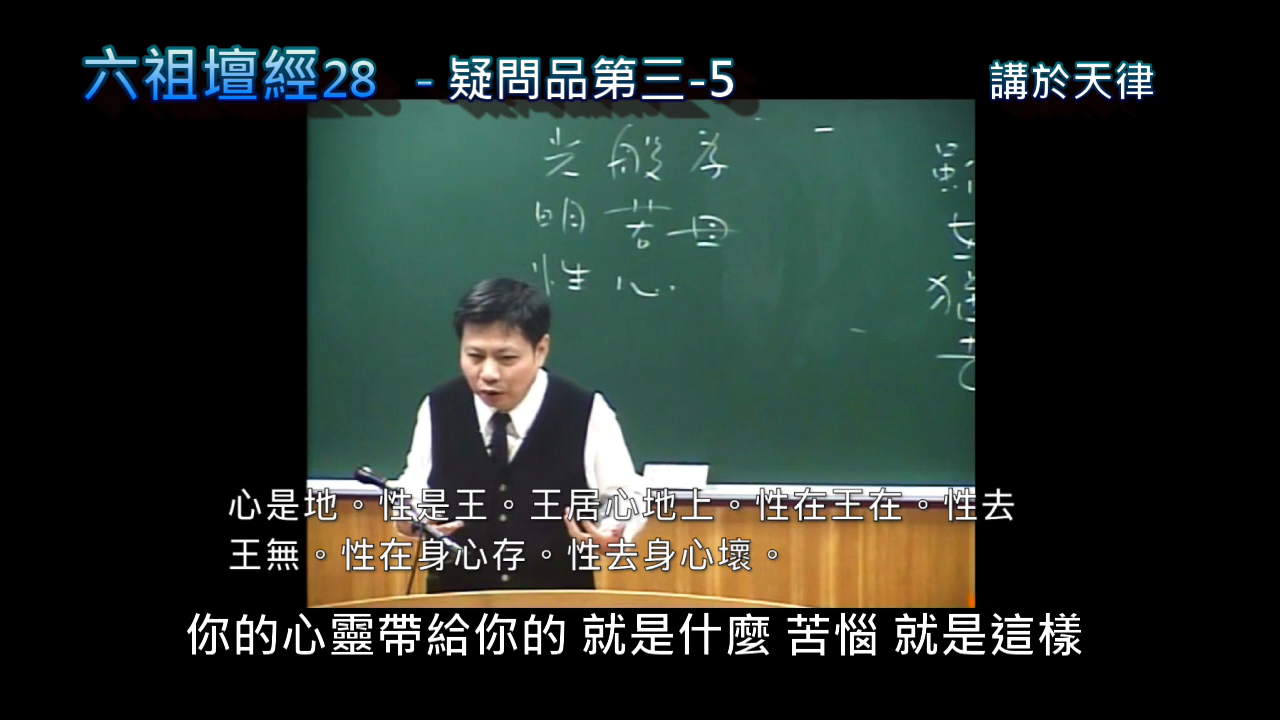 六祖壇經28 - 疑問品第三-5 講於天律
光 般 孝
明 苦 母
性 心
心是地。性是王。王居心地上。性在王在。性去
王無。性在身心存。性去身心壞。
你的心靈帶給你的 就是什麼 苦惱 就是這樣